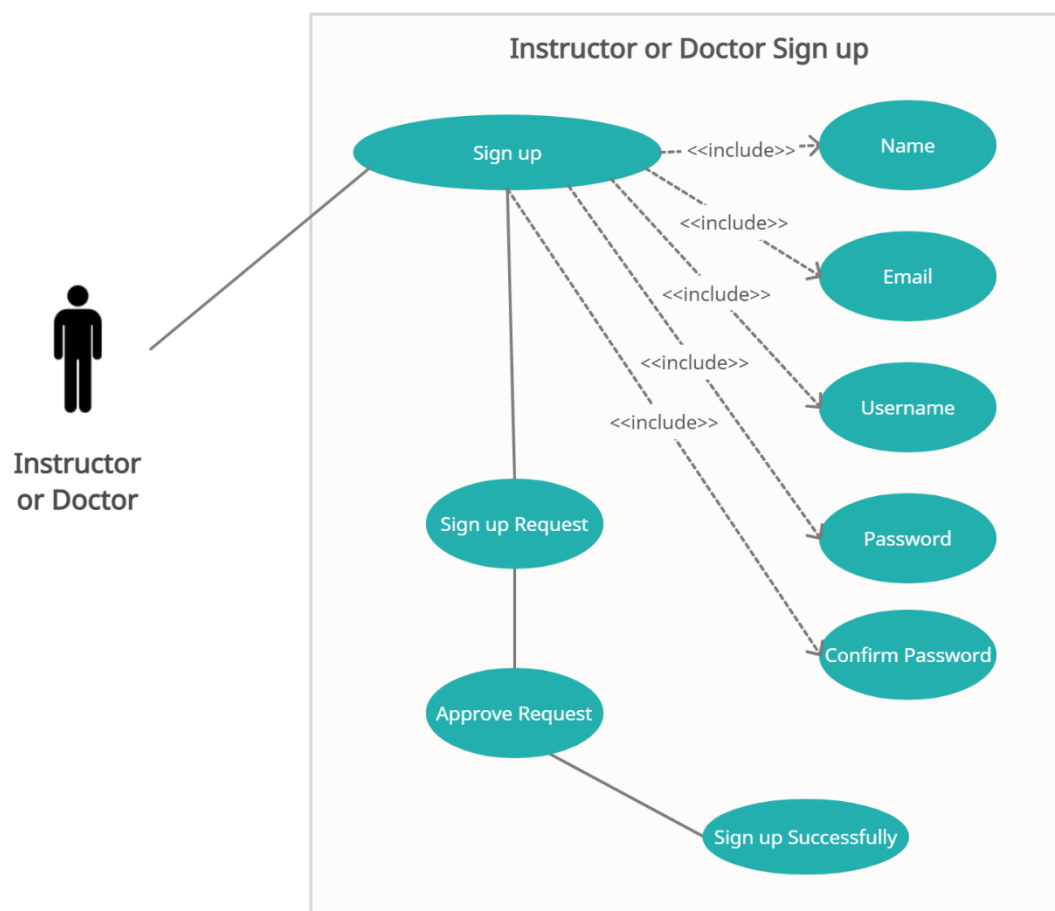 Instructor or Doctor Sign up
Sign up
<<include>>
Name
<<include>>
Email
<<include>>
Username
<<include>>
Password
<<include>>
Confirm Password
Instructor
or Doctor
Sign up Request
Approve Request
Sign up Successfully